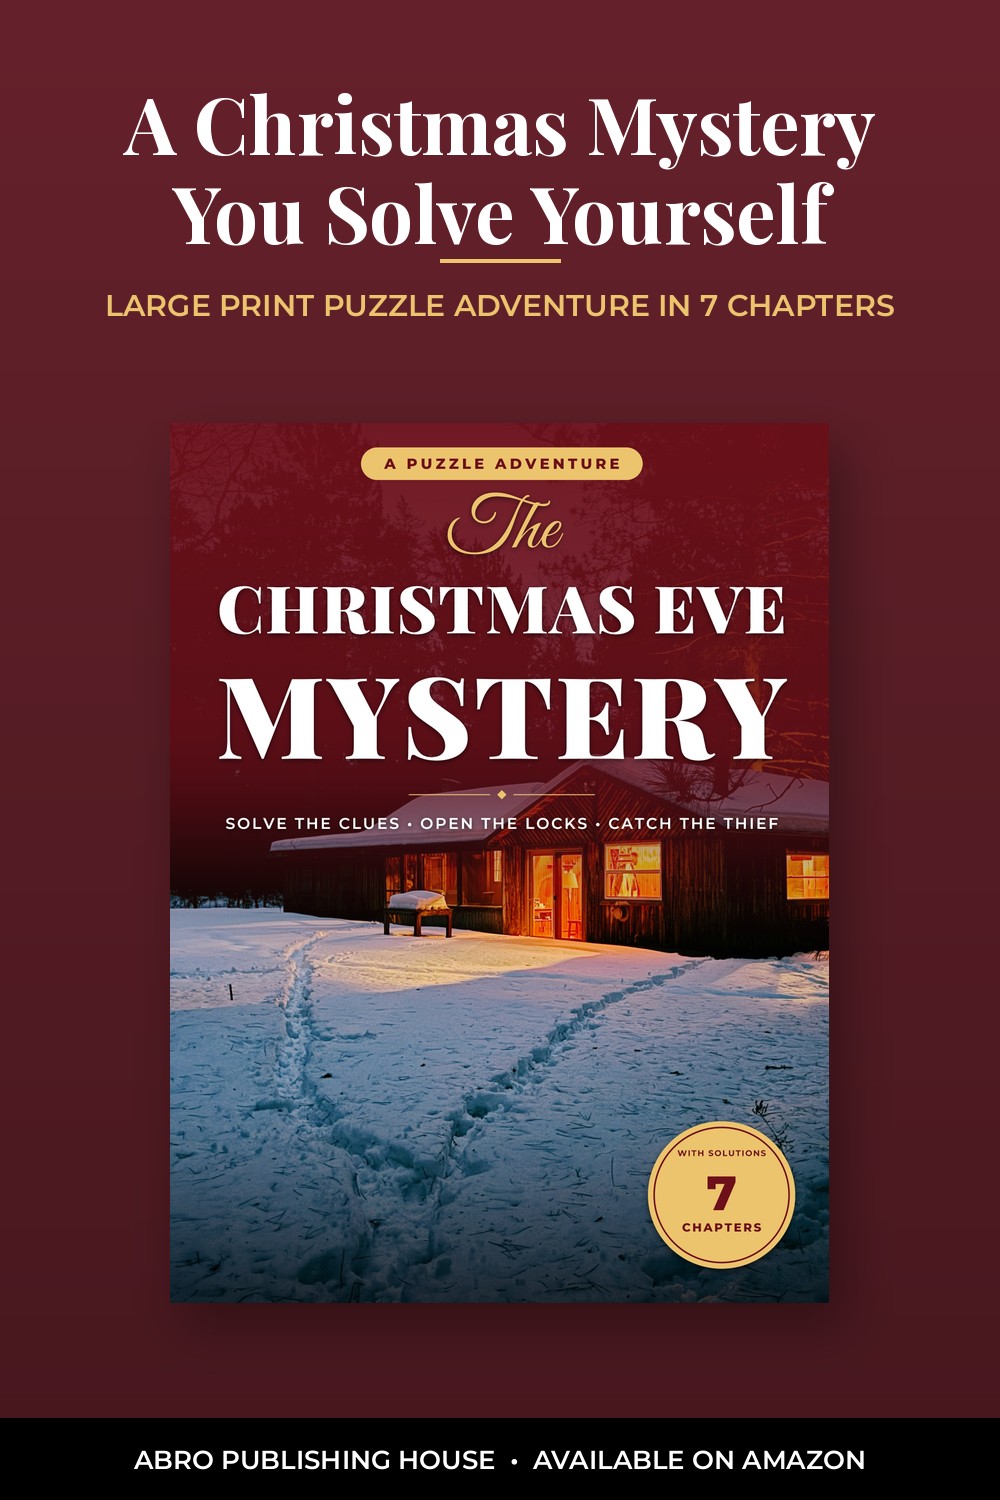 A Christmas Mystery
You Solve Yourself
LARGE PRINT PUZZLE ADVENTURE IN 7 CHAPTERS
A PUZZLE ADVENTURE
The
CHRISTMAS EVE
MYSTERY
SOLVE THE CLUES • OPEN THE LOCKS • CATCH THE THIEF
WITH SOLUTIONS
7
CHAPTERS
ABRO PUBLISHING HOUSE • AVAILABLE ON AMAZON